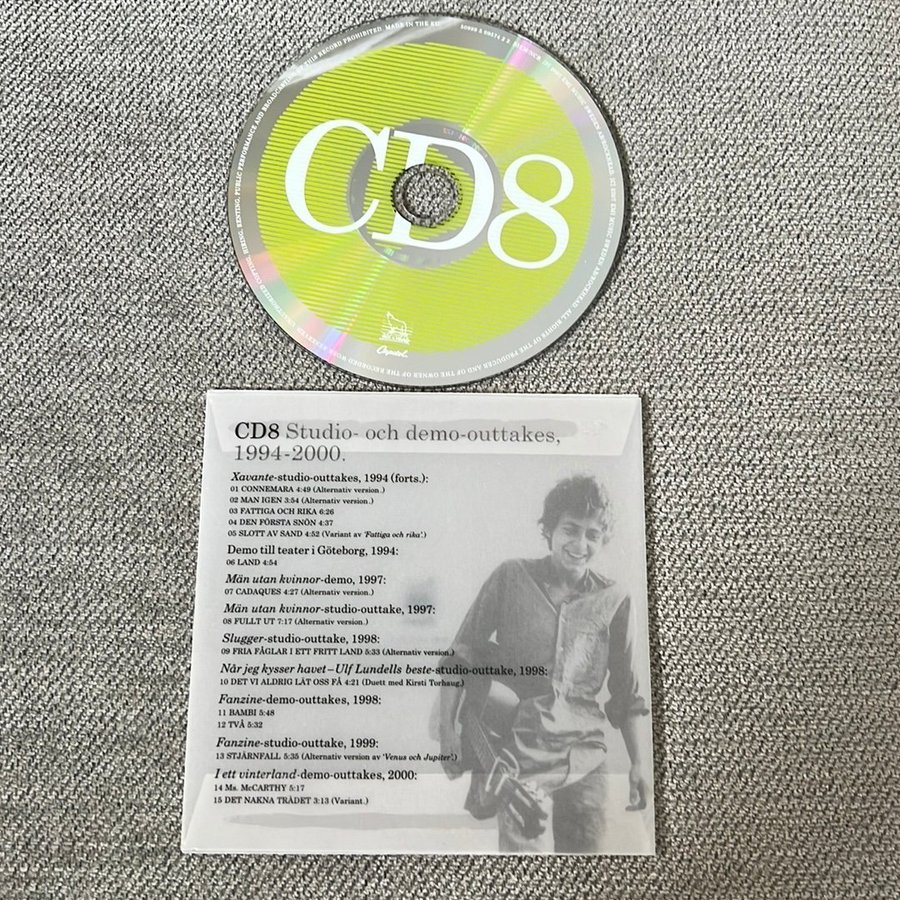 CD8
Capitol
CD8 Studio- och demo-outtakes,
1994-2000.
Xavante-studio-outtakes, 1994 (forts.):
01 CONNEMARA 4:49 (Alternativ version.)
02 MAN IGEN 3:54 (Alternativ version.)
03 FATTIGA OCH RIKA 6:26
04 DEN FÖRSTA SNÖN 4:37
05 SLOTT AV SAND 4:52 (Variant av 'Fattiga och rika'.)
Demo till teater i Göteborg, 1994:
06 LAND 4:54
Män utan kvinnor-demo, 1997:
07 CADAQUES 4:27 (Alternativ version.)
Män utan kvinnor-studio-outtake, 1997:
08 FULLT UT 7:17 (Alternativ version.)
Slugger-studio-outtake, 1998:
09 FRIA FÅGLAR I ETT FRITT LAND 5:33 (Alternativ version.)
Når jeg kysser havet – Ulf Lundells beste-studio-outtake, 1998:
10 DET VI ALDRIG LÄT OSS FÅ 4:21 (Duett med Kirsti Torhaug.)
Fanzine-demo-outtakes, 1998:
11 BAMBI 5:48
12 TVÅ 5:32
Fanzine-studio-outtake, 1999:
13 STJÄRNFALL 5:35 (Alternativ version av 'Venus och Jupiter'.)
I ett vinterland-demo-outtakes, 2000:
14 Ms. McCARTHY 5:17
15 DET NAKNA TRÄDET 3:13 (Variant.)